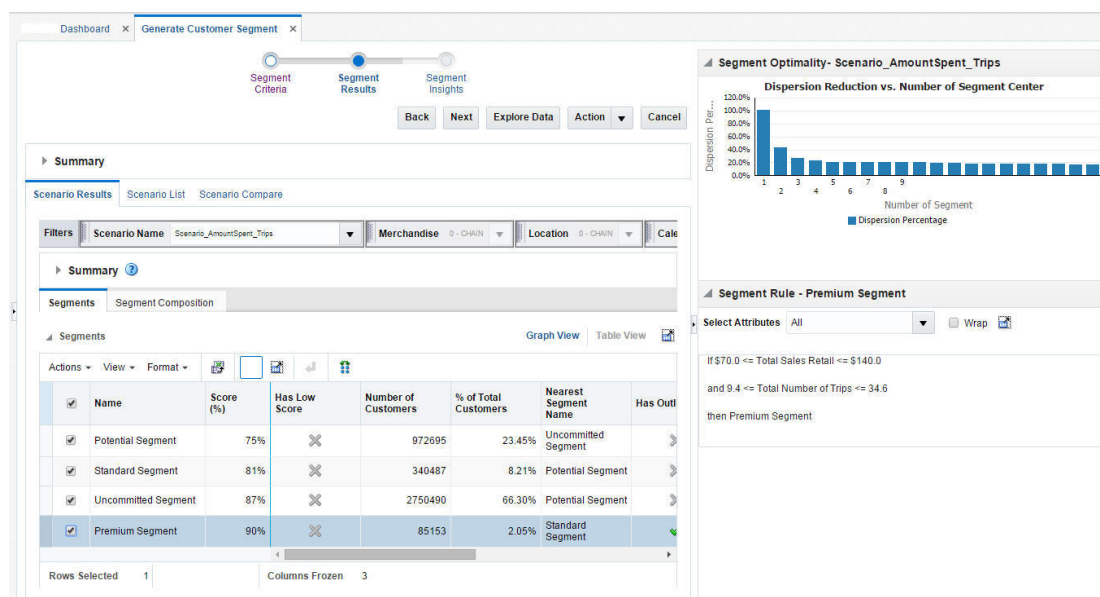 Dashboard × Generate Customer Segment ×
Segment Criteria
Segment Results
Segment Insights
Back Next Explore Data Action Cancel
Summary
Scenario Results Scenario List Scenario Compare
Filters Scenario Name Scenario_AmountSpent_Trips Merchandise 0 - CHAIN Location 0 - CHAIN Cale
Summary ?
Segments Segment Composition
Segments Graph View Table View
Actions View Format
Name Score (%) Has Low Score Number of Customers % of Total Customers Nearest Segment Name Has Outl
Potential Segment 75% 972695 23.45% Uncommitted Segment
Standard Segment 81% 340487 8.21% Potential Segment
Uncommitted Segment 87% 2750490 66.30% Potential Segment
Premium Segment 90% 85153 2.05% Standard Segment
Rows Selected 1 Columns Frozen 3
Segment Optimality- Scenario_AmountSpent_Trips
Dispersion Reduction vs. Number of Segment Center
Dispersion Per...
120.0%
100.0%
80.0%
60.0%
40.0%
20.0%
0.0%
1 2 3 4 5 6 7 8 9
Number of Segment
Dispersion Percentage
Segment Rule - Premium Segment
Select Attributes All Wrap
If $70.0 <= Total Sales Retail <= $140.0
and 9.4 <= Total Number of Trips <= 34.6
then Premium Segment